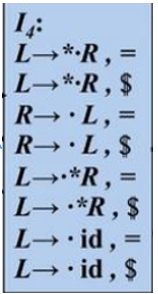 I₄:
L→*·R , =
L→*·R , $
R→ · L , =
R→ · L , $
L→·*R , =
L→ ·*R , $
L→ · id , =
L→ · id , $